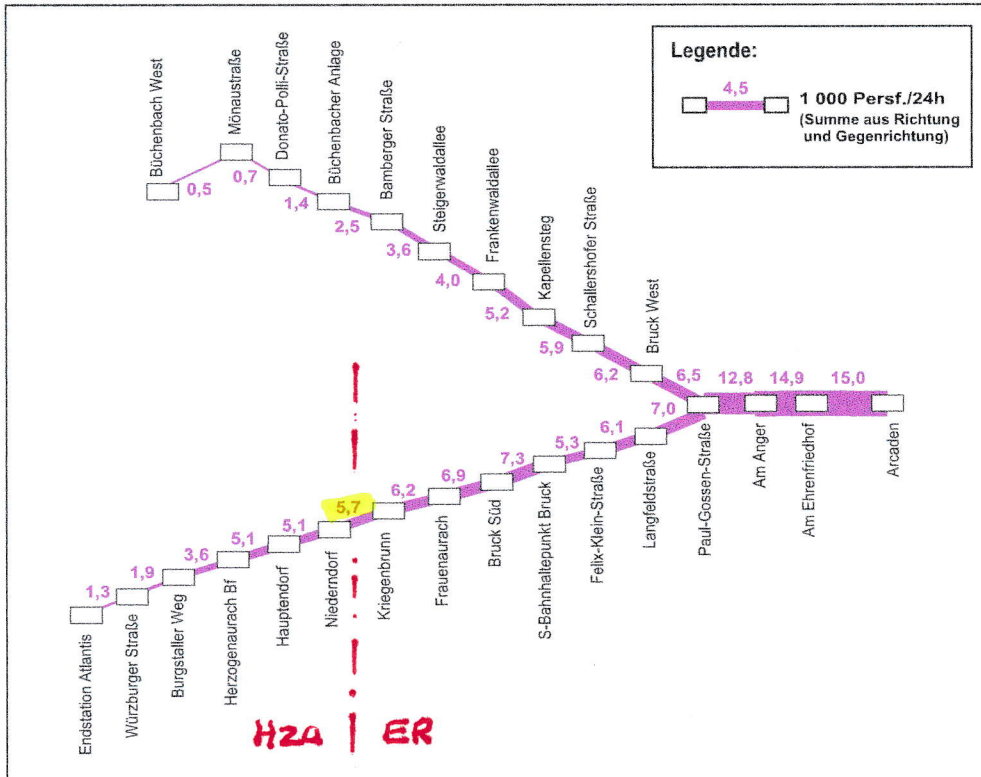 Legende:
4,5
1 000 Persf./24h
(Summe aus Richtung
und Gegenrichtung)
Büchenbach West
Mönaustraße
Donato-Polli-Straße
Büchenbacher Anlage
Bamberger Straße
Steigerwaldallee
Frankenwaldallee
Kapellensteg
Schallershofer Straße
Bruck West
0,5
0,7
1,4
2,5
3,6
4,0
5,2
5,9
6,2
6,5
12,8
14,9
15,0
7,0
6,1
5,3
7,3
6,9
6,2
5,7
5,1
5,1
3,6
1,9
1,3
Endstation Atlantis
Würzburger Straße
Burgstaller Weg
Herzogenaurach Bf
Hauptendorf
Niederndorf
Kriegenbrunn
Frauenaurach
Bruck Süd
S-Bahnhaltepunkt Bruck
Felix-Klein-Straße
Langfeldstraße
Paul-Gossen-Straße
Am Anger
Am Ehrenfriedhof
Arcaden
HZA ER